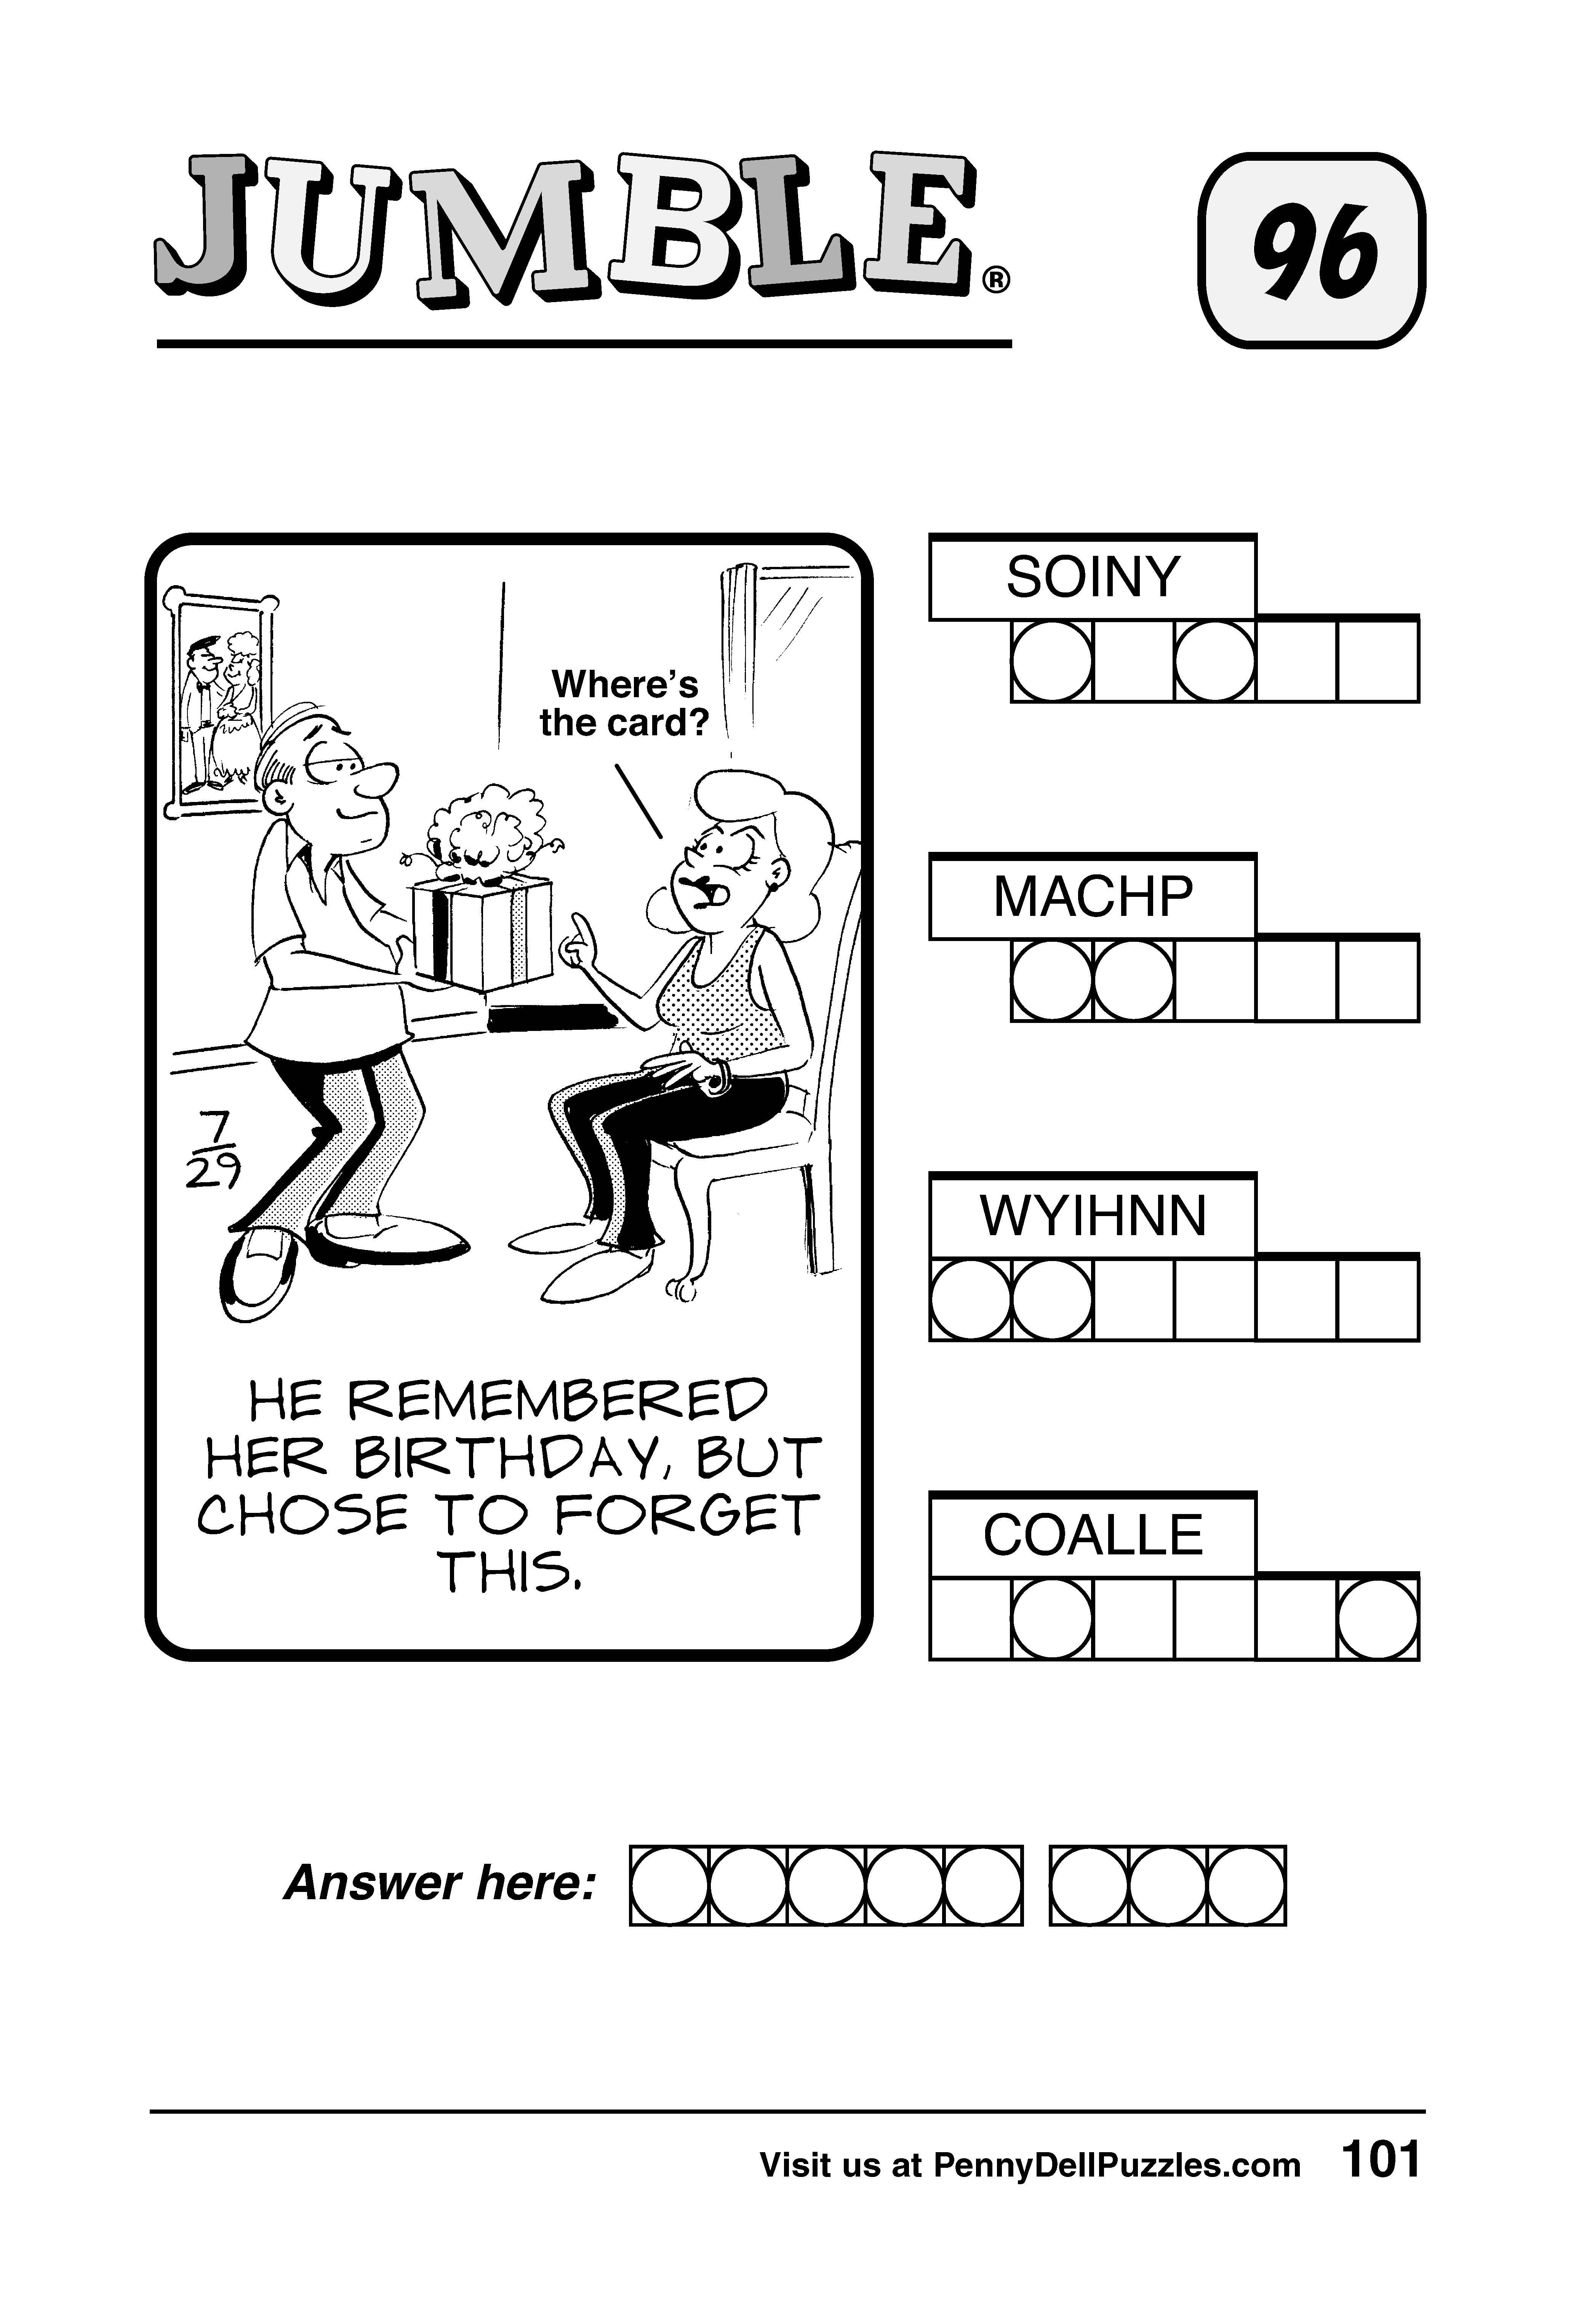 JUMBLE®
96
Where's
the card?
7
29
HE REMEMBERED
HER BIRTHDAY, BUT
CHOSE TO FORGET
THIS.
SOINY
MACHP
WYIHNN
COALLE
Answer here:
Visit us at PennyDellPuzzles.com 101